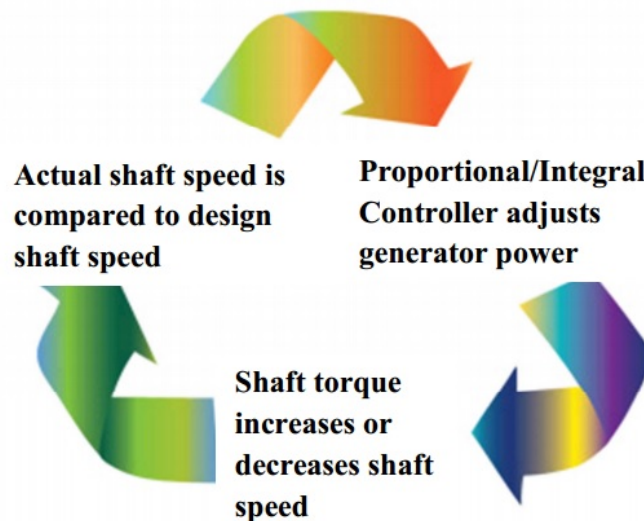 Actual shaft speed is
compared to design
shaft speed
Proportional/Integral
Controller adjusts
generator power
Shaft torque
increases or
decreases shaft
speed